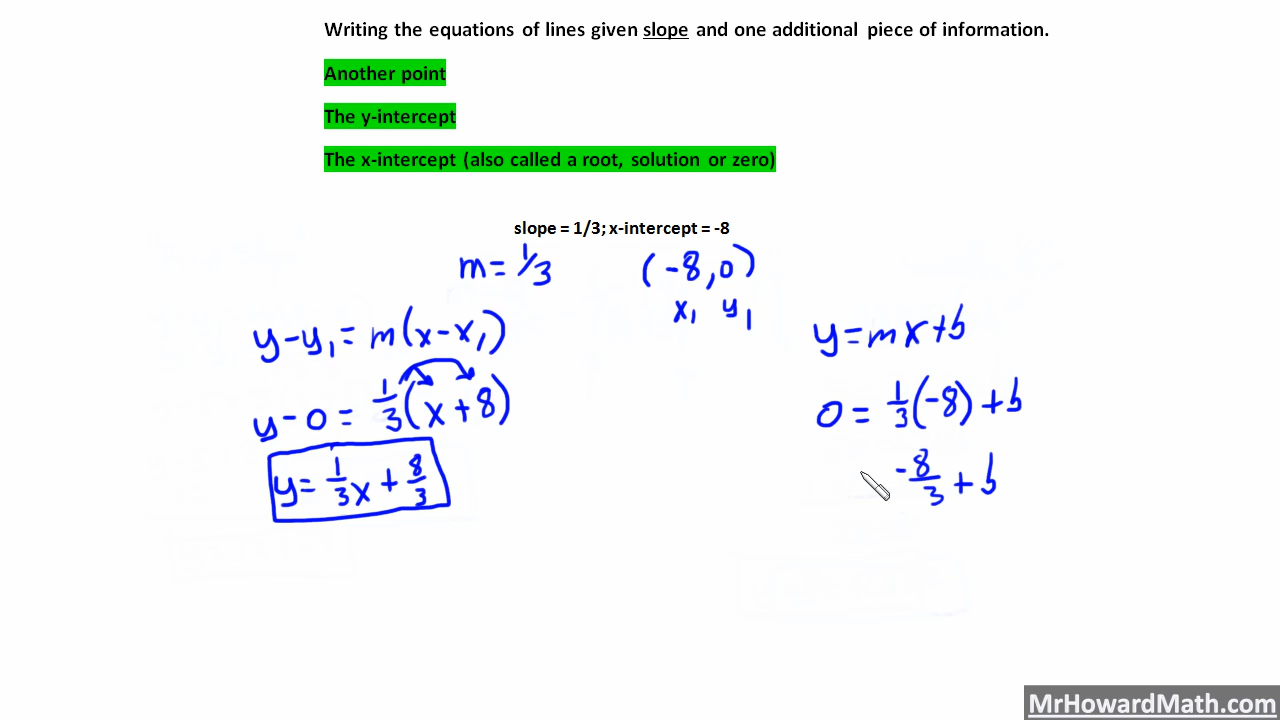 Writing the equations of lines given slope and one additional piece of information.
Another point
The y-intercept
The x-intercept (also called a root, solution or zero)
slope = 1/3; x-intercept = -8
m = 1/3
(-8, 0)
x₁ y₁
y - y₁ = m(x - x₁)
y - 0 = 1/3(x + 8)
y = 1/3x + 8/3
y = mx + b
0 = 1/3(-8) + b
-8/3 + b
MrHowardMath.com